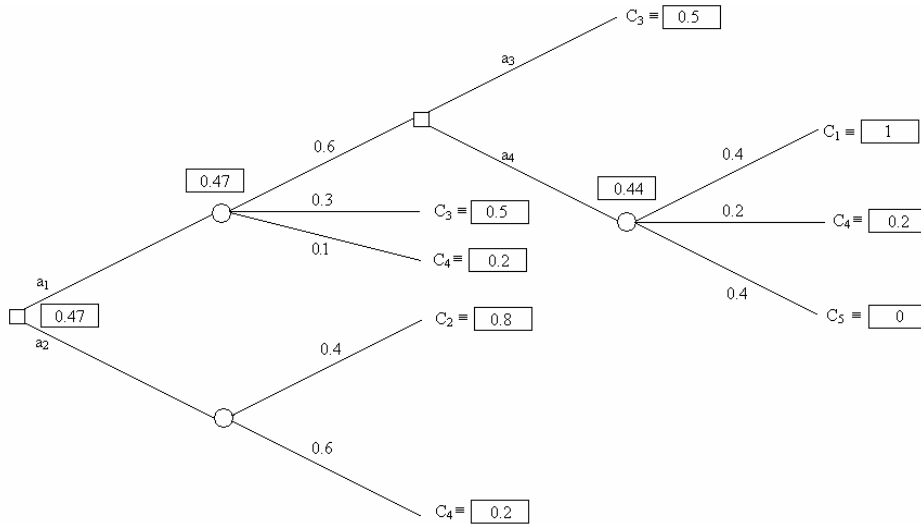 C₃ ≡ 0.5
a₃
C₁ ≡ 1
0.6
a₄
0.4
0.47
0.44
0.3
C₃ ≡ 0.5
0.2
C₄ ≡ 0.2
0.1
C₄ ≡ 0.2
a₁
0.4
0.47
C₂ ≡ 0.8
C₅ ≡ 0
a₂
0.4
0.6
C₄ ≡ 0.2